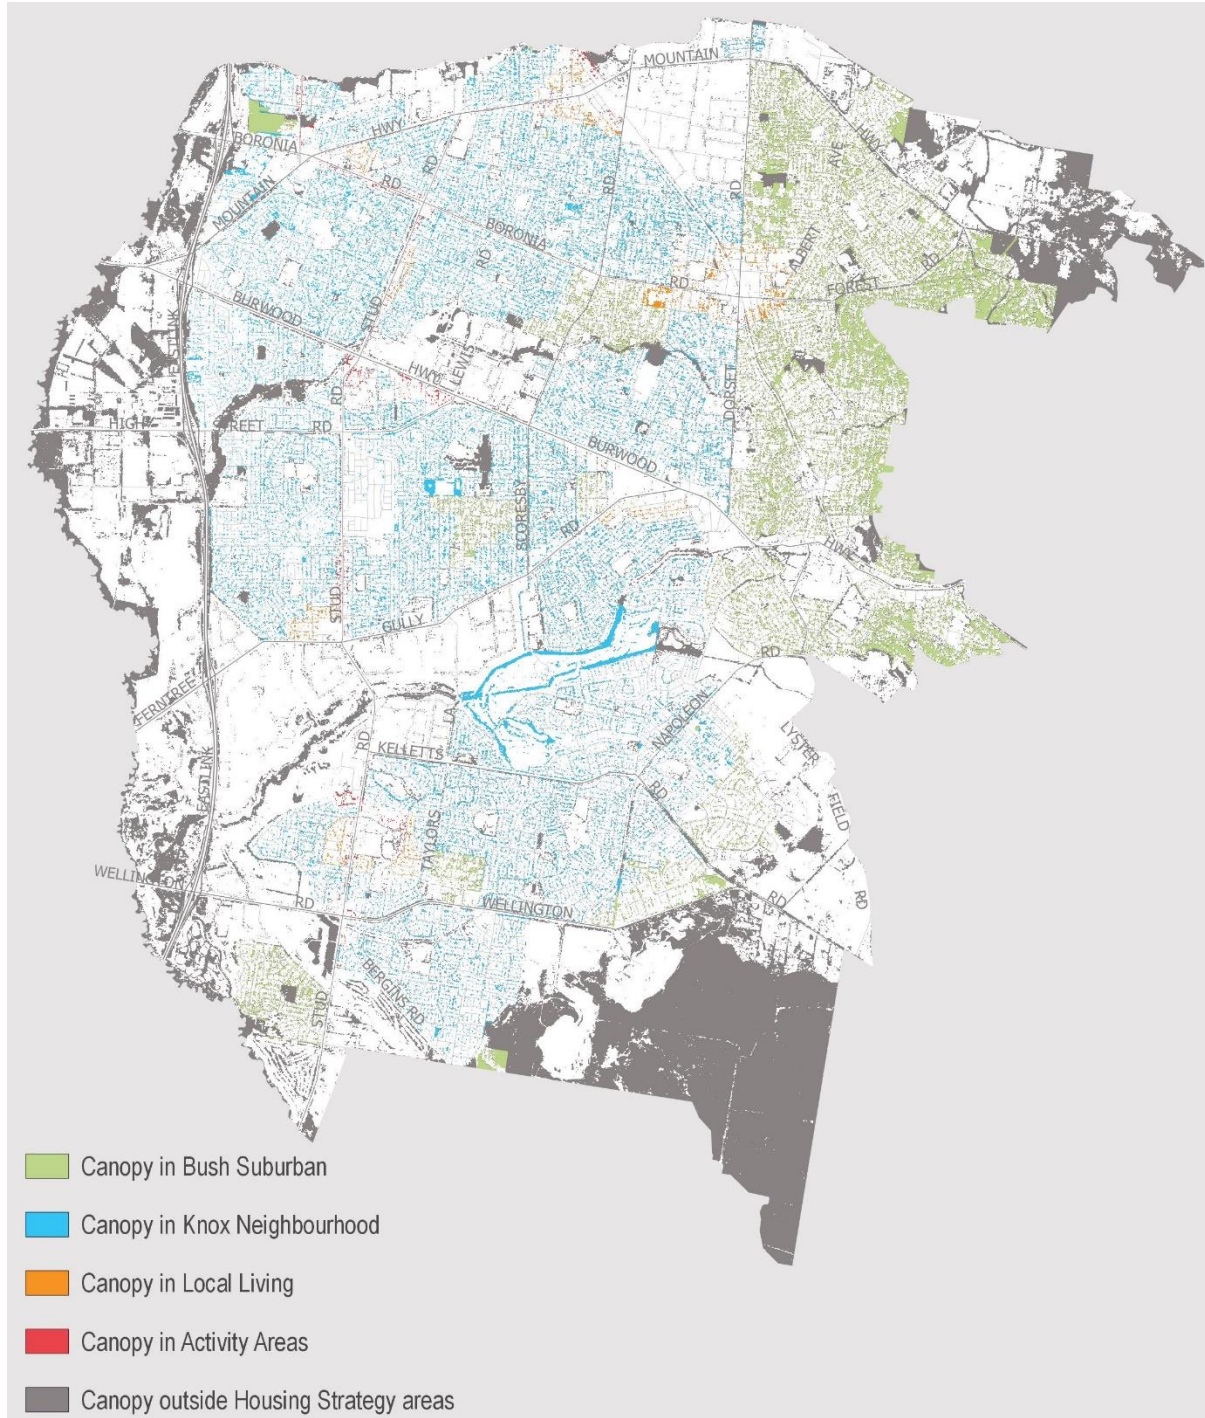 MOUNTAIN
HWY
BORONIA
HWY
AVE
RD
RD
RD
MOUNTAIN
RD
BORONIA
RD
ALBERT
RD
RD
FOREST
BURWOOD
STUD
EASTLINK
LEWIS
HWY
RD
DORSET
HIGH
STREET
RD
BURWOOD
SCORESBY
RD
HWY
STUD
GULLY
RD
FERNTREE
LA
NAPOLEON
LYSTER
RD
KELLETTS
EASTLINK
RD
FIELD
TAYLORS
WELLINGTON
RD
WELLINGTON
RD
RD
BERGINS RD
STUD
Canopy in Bush Suburban
Canopy in Knox Neighbourhood
Canopy in Local Living
Canopy in Activity Areas
Canopy outside Housing Strategy areas